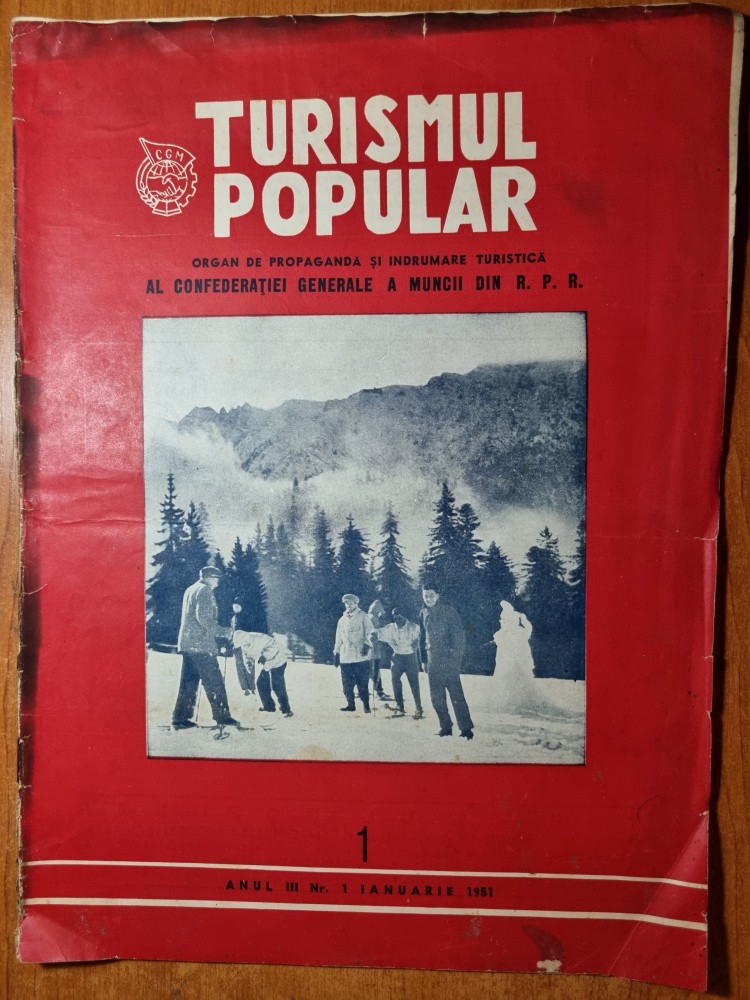 CGM
TURISMUL
POPULAR
ORGAN DE PROPAGANDĂ ȘI INDRUMARE TURISTICĂ
AL CONFEDERAȚIEI GENERALE A MUNCII DIN R. P. R.
1
ANUL III Nr. 1 IANUARIE 1951